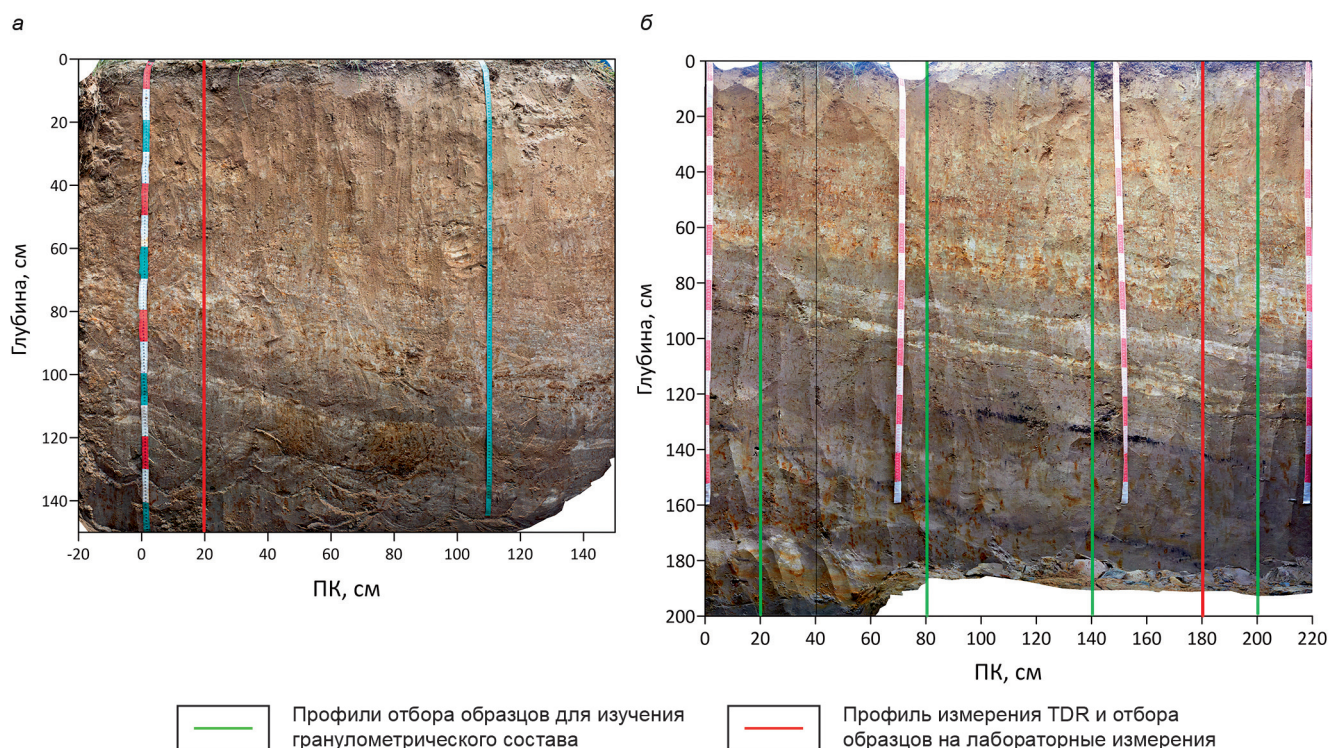 а
б
0
20
40
60
80
100
120
140
Глубина, см
-20 0 20 40 60 80 100 120 140
ПК, см
0
20
40
60
80
100
120
140
160
180
200
Глубина, см
0 20 40 60 80 100 120 140 160 180 200 220
ПК, см
Профили отбора образцов для изучения
гранулометрического состава
Профиль измерения TDR и отбора
образцов на лабораторные измерения